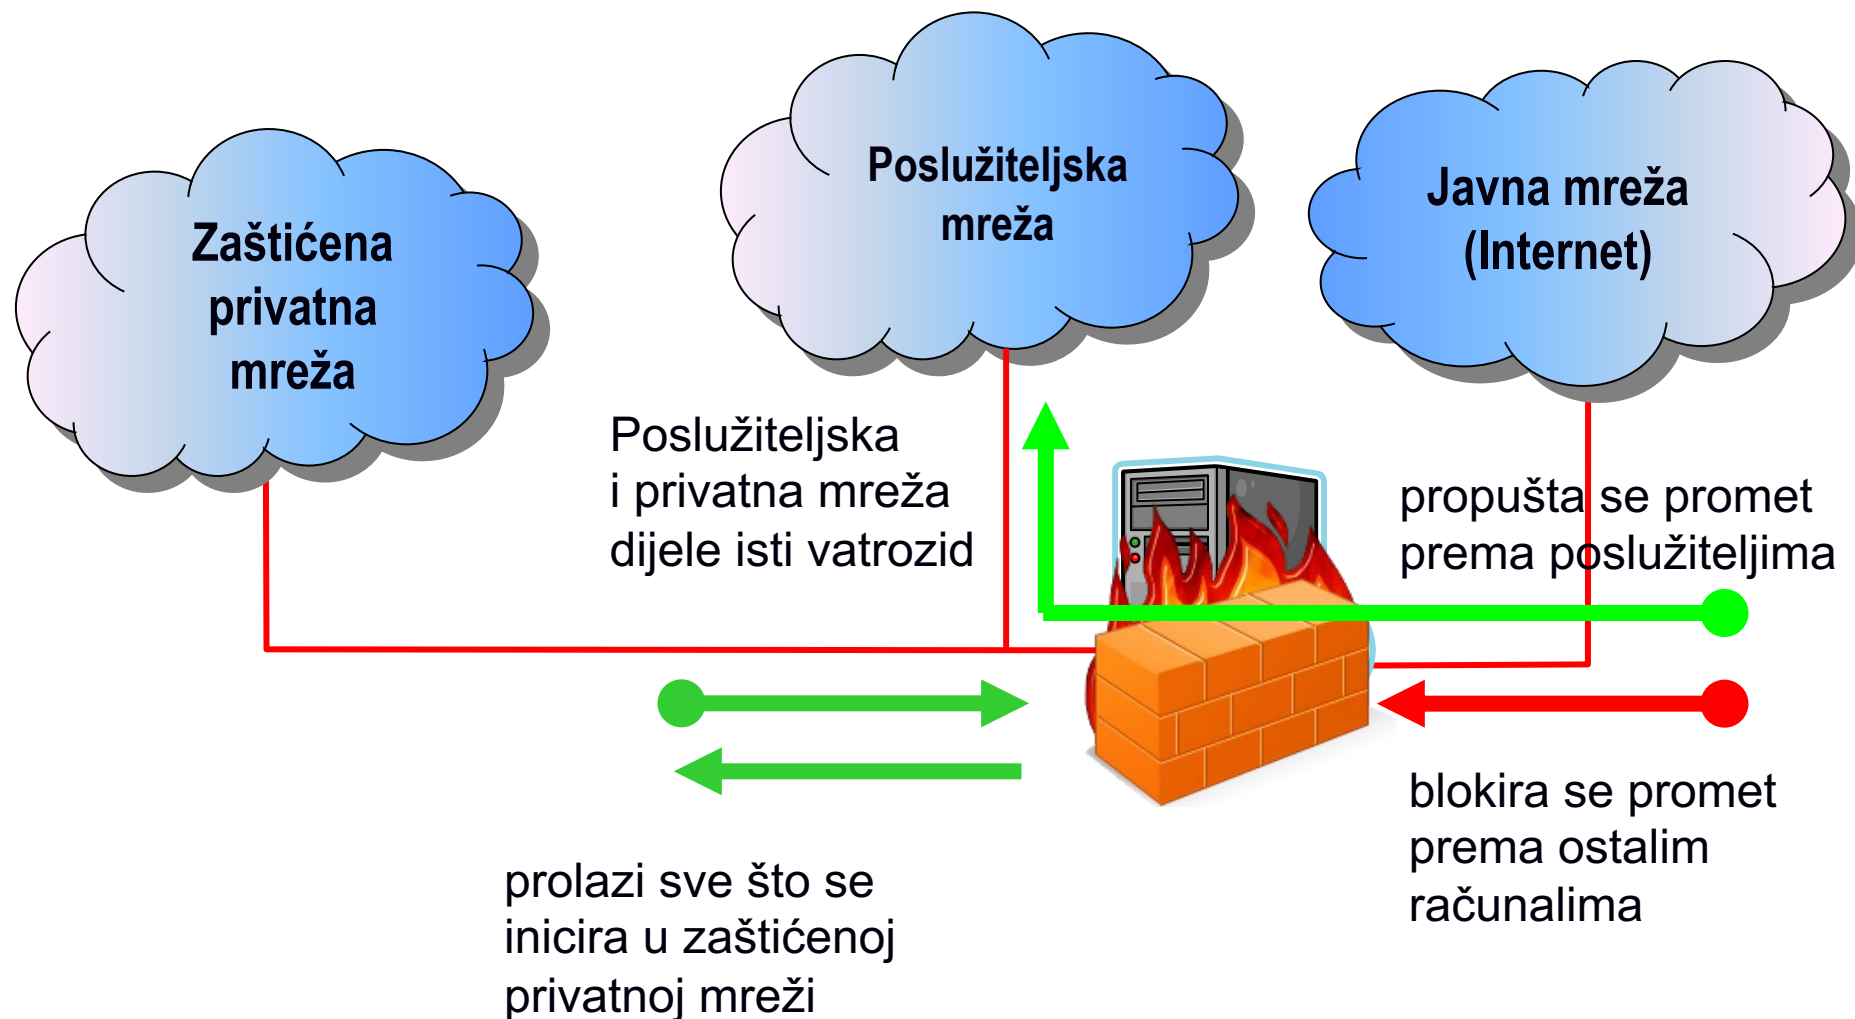 Zaštićena
privatna
mreža
Poslužiteljska
mreža
Javna mreža
(Internet)
Poslužiteljska
i privatna mreža
dijele isti vatrozid
propušta se promet
prema poslužiteljima
blokira se promet
prema ostalim
računalima
prolazi sve što se
inicira u zaštićenoj
privatnoj mreži